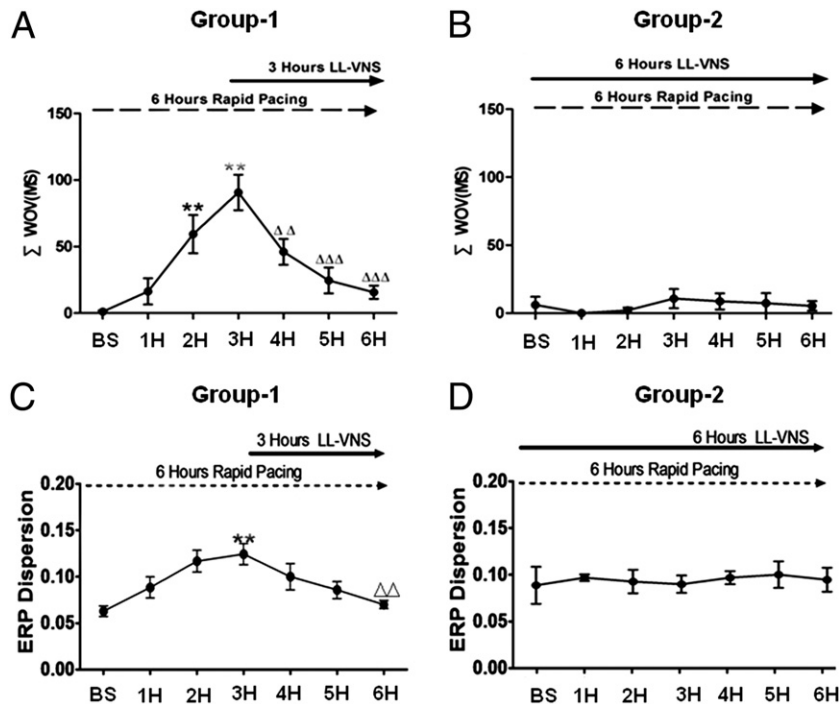 A
Group-1
3 Hours LL-VNS
6 Hours Rapid Pacing
150
100
50
0
Σ WOV(MS)
**
**
Δ Δ
ΔΔΔ
ΔΔΔ
BS 1H 2H 3H 4H 5H 6H
B
Group-2
6 Hours LL-VNS
6 Hours Rapid Pacing
150
100
50
0
Σ WOV(MS)
BS 1H 2H 3H 4H 5H 6H
C
Group-1
3 Hours LL-VNS
6 Hours Rapid Pacing
0.20
0.15
0.10
0.05
0.00
ERP Dispersion
**
ΔΔ
BS 1H 2H 3H 4H 5H 6H
D
Group-2
6 Hours LL-VNS
6 Hours Rapid Pacing
0.20
0.15
0.10
0.05
0.00
ERP Dispersion
BS 1H 2H 3H 4H 5H 6H